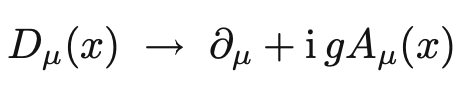 D_μ(x) → ∂_μ + i g A_μ(x)